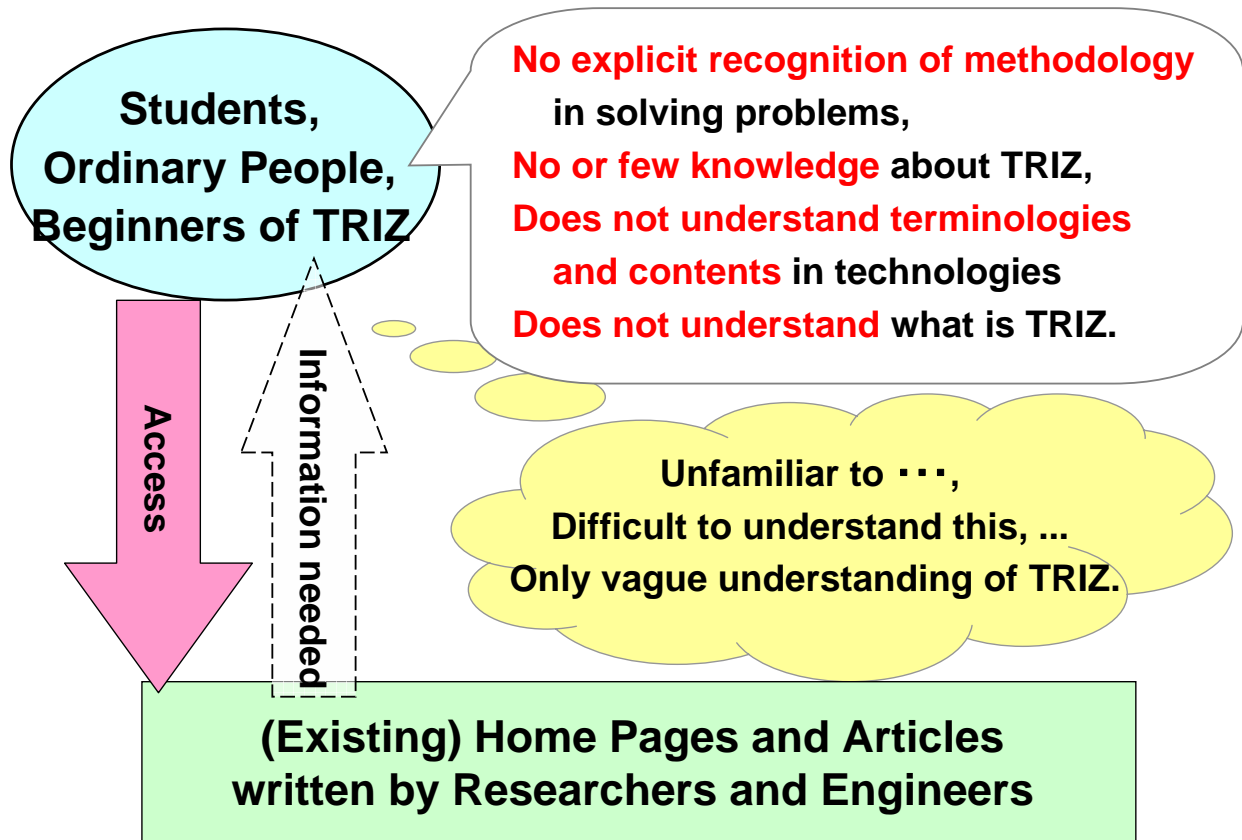 Students,
Ordinary People,
Beginners of TRIZ
No explicit recognition of methodology
in solving problems,
No or few knowledge about TRIZ,
Does not understand terminologies
and contents in technologies
Does not understand what is TRIZ.
Access
Information needed
Unfamiliar to ･･･,
Difficult to understand this, ...
Only vague understanding of TRIZ.
(Existing) Home Pages and Articles
written by Researchers and Engineers